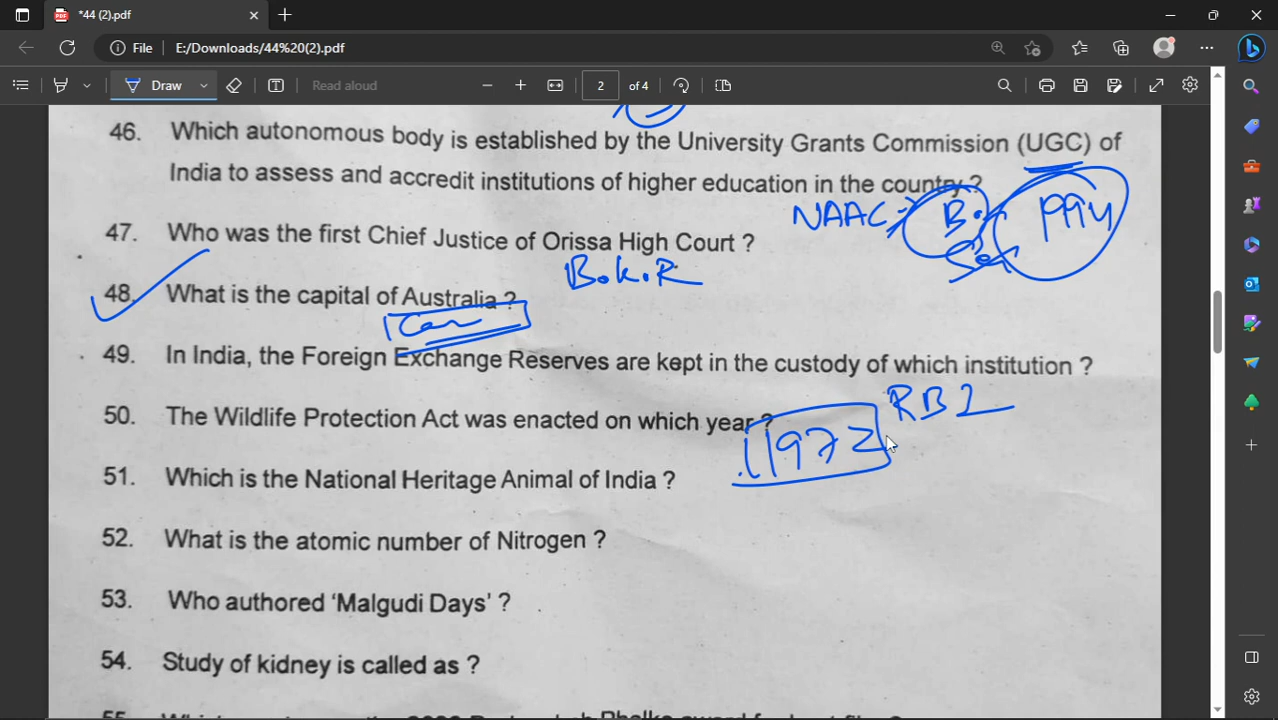 *44 (2).pdf
File E:/Downloads/44%20(2).pdf
Draw Read aloud 2 of 4
46. Which autonomous body is established by the University Grants Commission (UGC) of
India to assess and accredit institutions of higher education in the country ?
NAAC 1994
47. Who was the first Chief Justice of Orissa High Court ?
B.K.R
48. What is the capital of Australia ?
49. In India, the Foreign Exchange Reserves are kept in the custody of which institution ?
RBI
50. The Wildlife Protection Act was enacted on which year ?
1972
51. Which is the National Heritage Animal of India ?
52. What is the atomic number of Nitrogen ?
53. Who authored ‘Malgudi Days’ ?
54. Study of kidney is called as ?